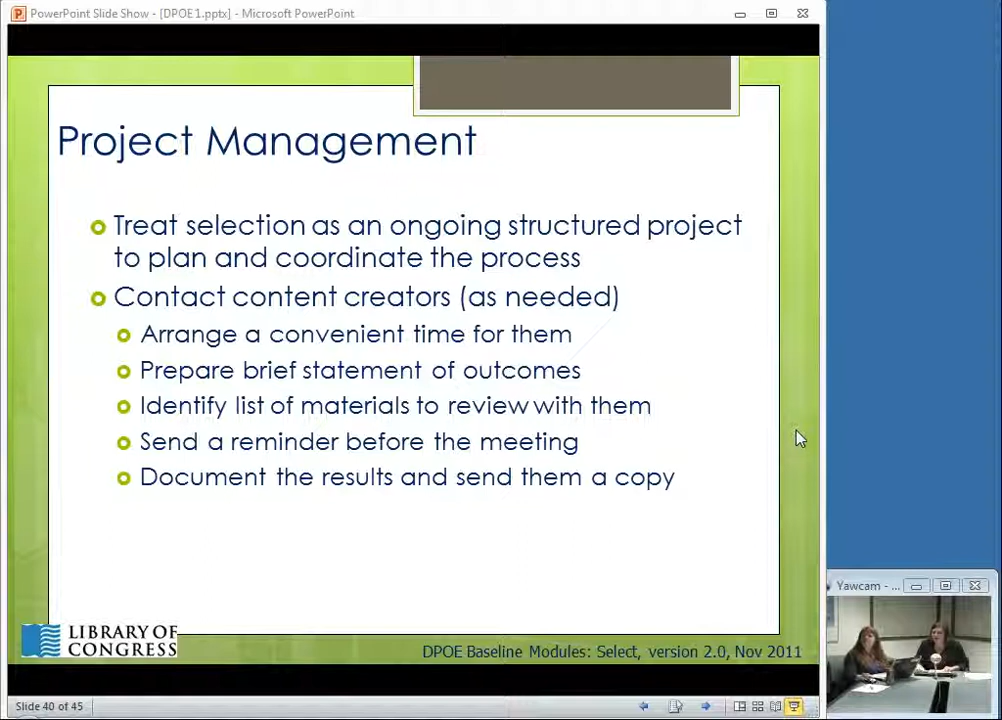 PowerPoint Slide Show - [DPOE 1.pptx] - Microsoft PowerPoint
Project Management
Treat selection as an ongoing structured project
to plan and coordinate the process
Contact content creators (as needed)
Arrange a convenient time for them
Prepare brief statement of outcomes
Identify list of materials to review with them
Send a reminder before the meeting
Document the results and send them a copy
LIBRARY OF
CONGRESS
DPOE Baseline Modules: Select, version 2.0, Nov 2011
Yawcam - ...
Slide 40 of 45